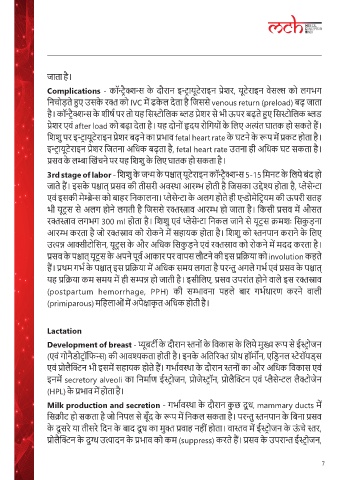 mch
जाता है।
Complications - कॉन्ट्रैक्शन्स के दौरान इन्ट्रायूटेराइन प्रेशर, यूटेराइन वेसल्स को लगभग
निचोड़ते हुए उसके रक्त को IVC में ढकेल देता है जिससे venous return (preload) बढ़ जाता
है। कॉन्ट्रैक्शन्स के शीर्ष पर तो यह सिस्टोलिक ब्लड प्रेशर से भी ऊपर बढ़ते हुए सिस्टोलिक ब्लड
प्रेशर एवं after load को बढ़ा देता है। यह दोनों हृदय रोगियों के लिए अत्यंत घातक हो सकते हैं।
शिशु पर इन्ट्रायूटेराइन प्रेशर बढ़ने का प्रभाव fetal heart rate के घटने के रूप में प्रकट होता है।
इन्ट्रायूटेराइन प्रेशर जितना अधिक बढ़ता है, fetal heart rate उतना ही अधिक घट सकता है।
प्रसव के लम्बा खिंचने पर यह शिशु के लिए घातक हो सकता है।
3rd stage of labor - शिशु के जन्म के पश्चात् यूटेराइन कॉन्ट्रैक्शन्स 5-15 मिनट के लिये बंद हो
जाते हैं। इसके पश्चात् प्रसव की तीसरी अवस्था आरम्भ होती है जिसका उद्देश्य होता है, प्लेसेन्टा
एवं इसकी मेम्ब्रेन्स को बाहर निकालना। प्लेसेन्टा के अलग होते ही एन्डोमेट्रियम की ऊपरी सतह
भी यूट्रस से अलग होने लगती है जिससे रक्तस्त्राव आरम्भ हो जाता है। किसी प्रसव में औसत
रक्तस्त्राव लगभग 300 ml होता है। शिशु एवं प्लेसेन्टा निकल जाने से यूट्रस क्रमशः सिकुड़ना
आरम्भ करता है जो रक्तस्त्राव को रोकने में सहायक होता है। शिशु को स्तनपान कराने के लिए
उत्पन्न आक्सीटोसिन, यूट्रस के और अधिक सिकुड़ने एवं रक्तस्त्राव को रोकने में मदद करता है।
प्रसव के पश्चात् यूट्रस के अपने पूर्व आकार पर वापस लौटने की इस प्रक्रिया को involution कहते
हैं। प्रथम गर्भ के पश्चात् इस प्रक्रिया में अधिक समय लगता है परन्तु अगले गर्भ एवं प्रसव के पश्चात्
यह प्रक्रिया कम समय में ही सम्पन्न हो जाती है। इसीलिए, प्रसव उपरांत होने वाले इस रक्तस्त्राव
(postpartum hemorrhage, PPH) की सम्भावना पहले बार गर्भधारण करने वाली
(primiparous) महिलाओं में अपेक्षाकृत अधिक होती है।
Lactation
Development of breast - प्यूबर्टी के दौरान स्तनों के विकास के लिये मुख्य रूप से ईस्ट्रोजन
(एवं गोनैडोट्रॉफिन्स) की आवश्यकता होती है। इनके अतिरिक्त ग्रोथ हॉर्मोन, एड्रिनल स्टेरॉयड्स
एवं प्रोलैक्टिन भी इसमें सहायक होते हैं। गर्भावस्था के दौरान स्तनों का और अधिक विकास एवं
इनमें secretory alveoli का निर्माण ईस्ट्रोजन, प्रोजेस्ट्रॉन, प्रोलैक्टिन एवं प्लैसेन्टल लैक्टोजेन
(HPL) के प्रभाव में होता है।
Milk production and secretion - गर्भावस्था के दौरान कुछ दूध, mammary ducts में
सिक्रीट हो सकता है जो निपल से बूँद के रूप में निकल सकता है। परन्तु स्तनपान के बिना प्रसव
के दूसरे या तीसरे दिन के बाद दूध का मुक्त प्रवाह नहीं होता। वास्तव में ईस्ट्रोजन के ऊंचे स्तर,
प्रोलैक्टिन के दुग्ध उत्पादन के प्रभाव को कम (suppress) करते हैं। प्रसव के उपरान्त ईस्ट्रोजन,
7